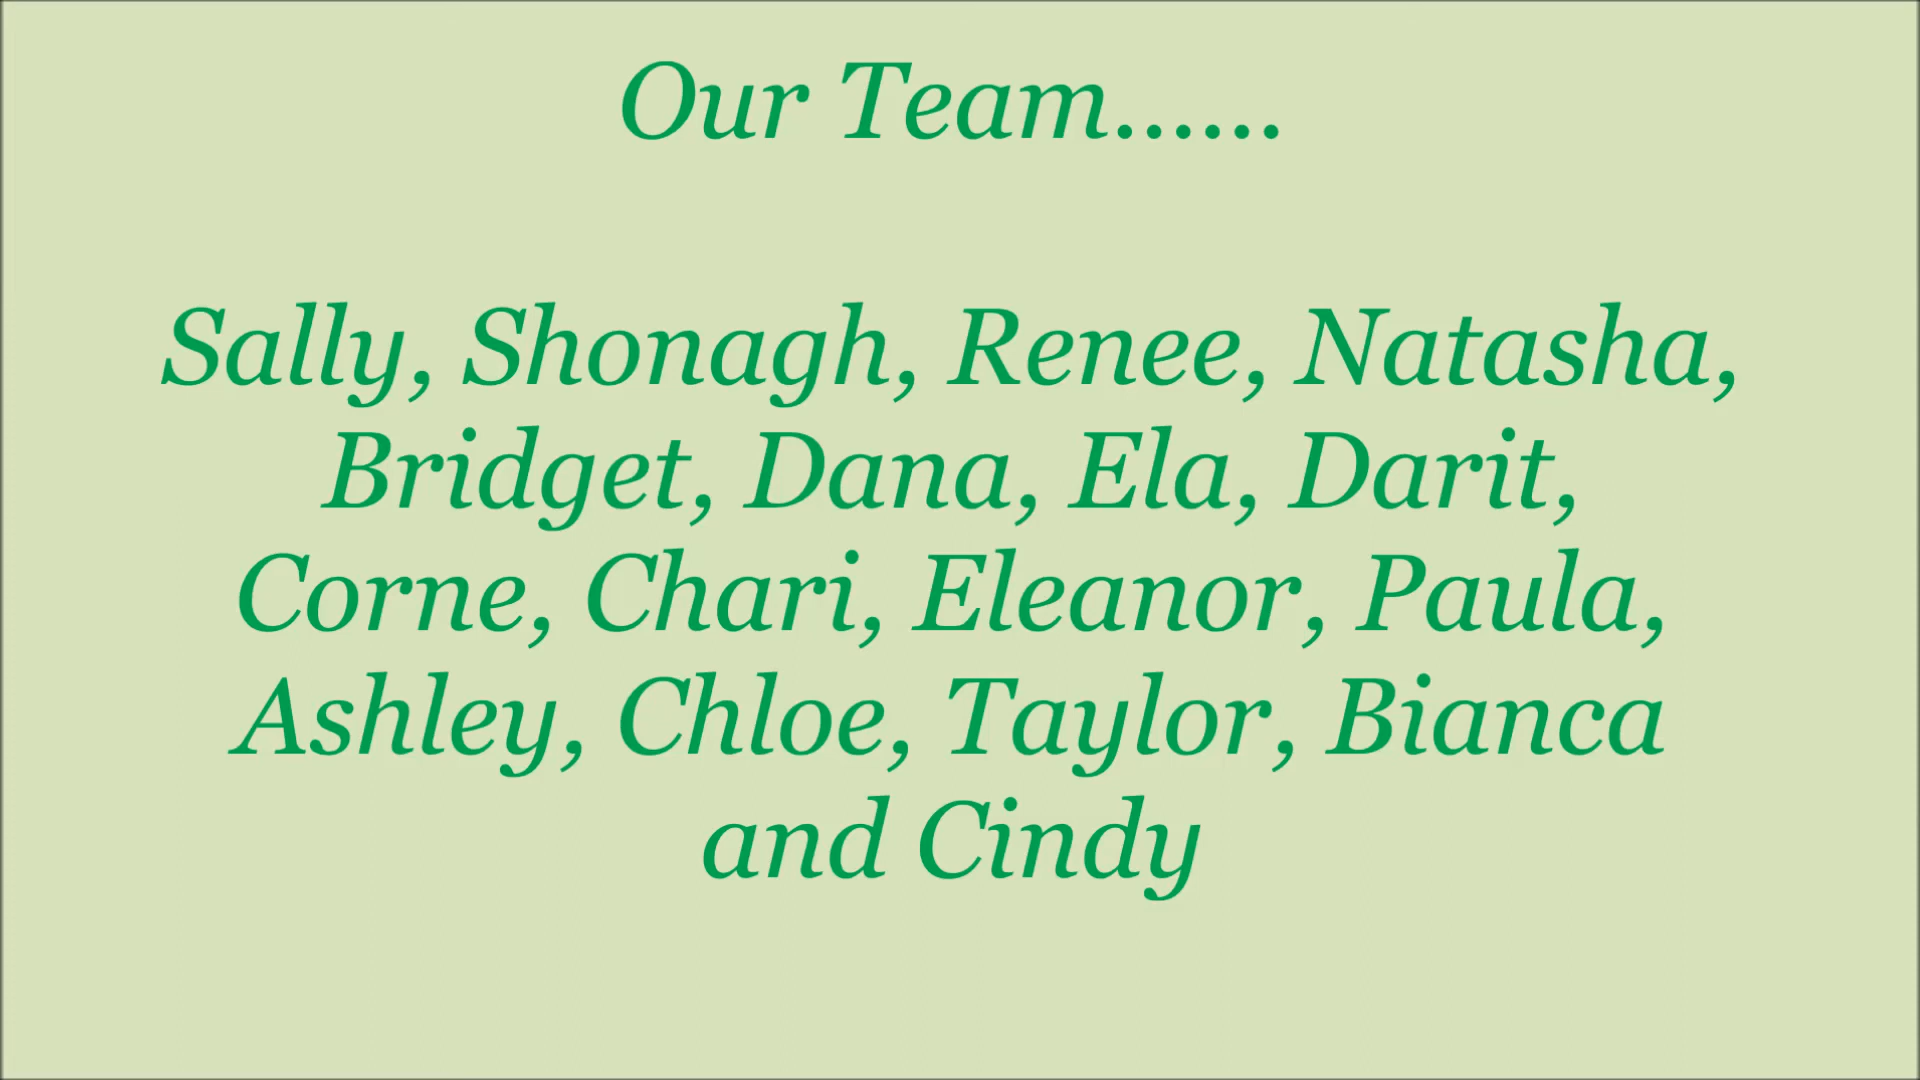 Our Team......
Sally, Shonagh, Renee, Natasha,
Bridget, Dana, Ela, Darit,
Corne, Chari, Eleanor, Paula,
Ashley, Chloe, Taylor, Bianca
and Cindy